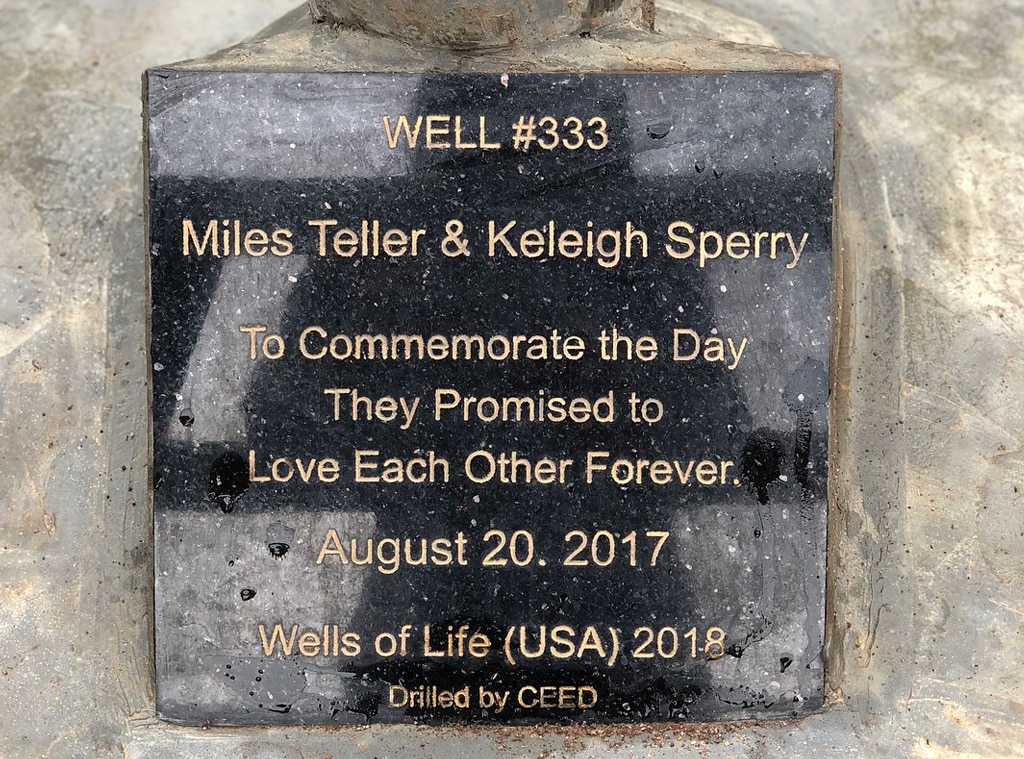 WELL #333
Miles Teller & Keleigh Sperry
To Commemorate the Day
They Promised to
Love Each Other Forever.
August 20. 2017
Wells of Life (USA) 2018
Drilled by CEED